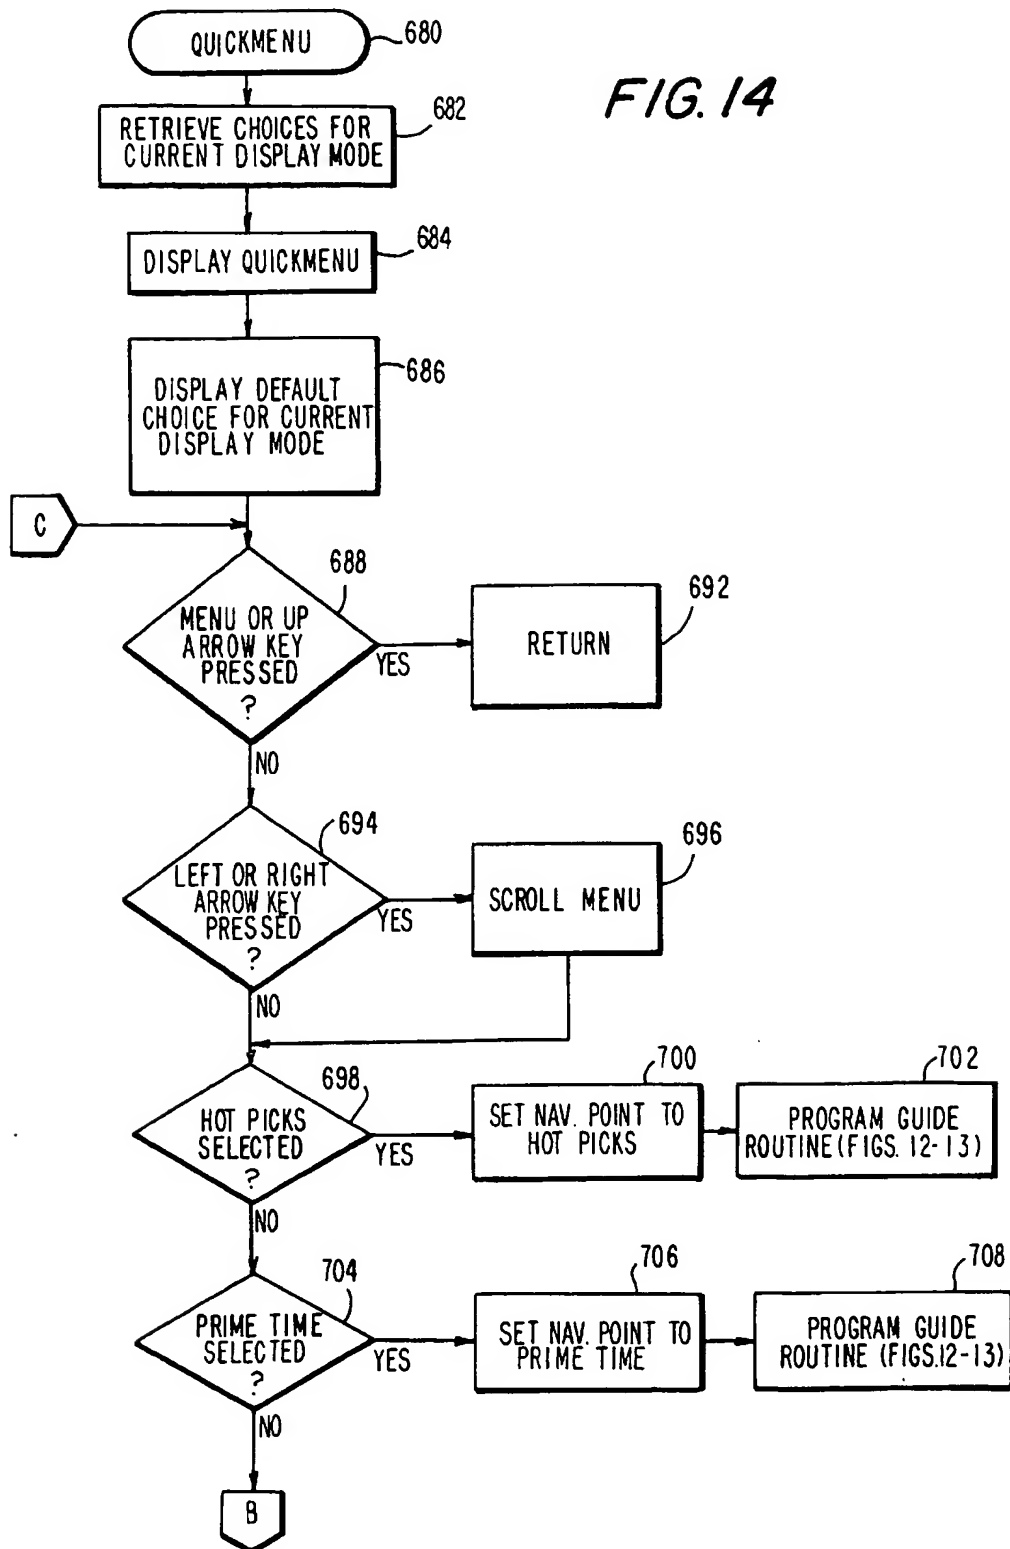 QUICKMENU
680
FIG. 14
682
RETRIEVE CHOICES FOR
CURRENT DISPLAY MODE
684
DISPLAY QUICKMENU
686
DISPLAY DEFAULT
CHOICE FOR CURRENT
DISPLAY MODE
C
688
MENU OR UP
ARROW KEY
PRESSED
?
YES
692
RETURN
NO
694
LEFT OR RIGHT
ARROW KEY
PRESSED
?
YES
696
SCROLL MENU
NO
698
HOT PICKS
SELECTED
?
YES
700
SET NAV. POINT TO
HOT PICKS
702
PROGRAM GUIDE
ROUTINE (FIGS. 12-13)
NO
704
PRIME TIME
SELECTED
?
YES
706
SET NAV. POINT TO
PRIME TIME
708
PROGRAM GUIDE
ROUTINE (FIGS. 12-13)
NO
B